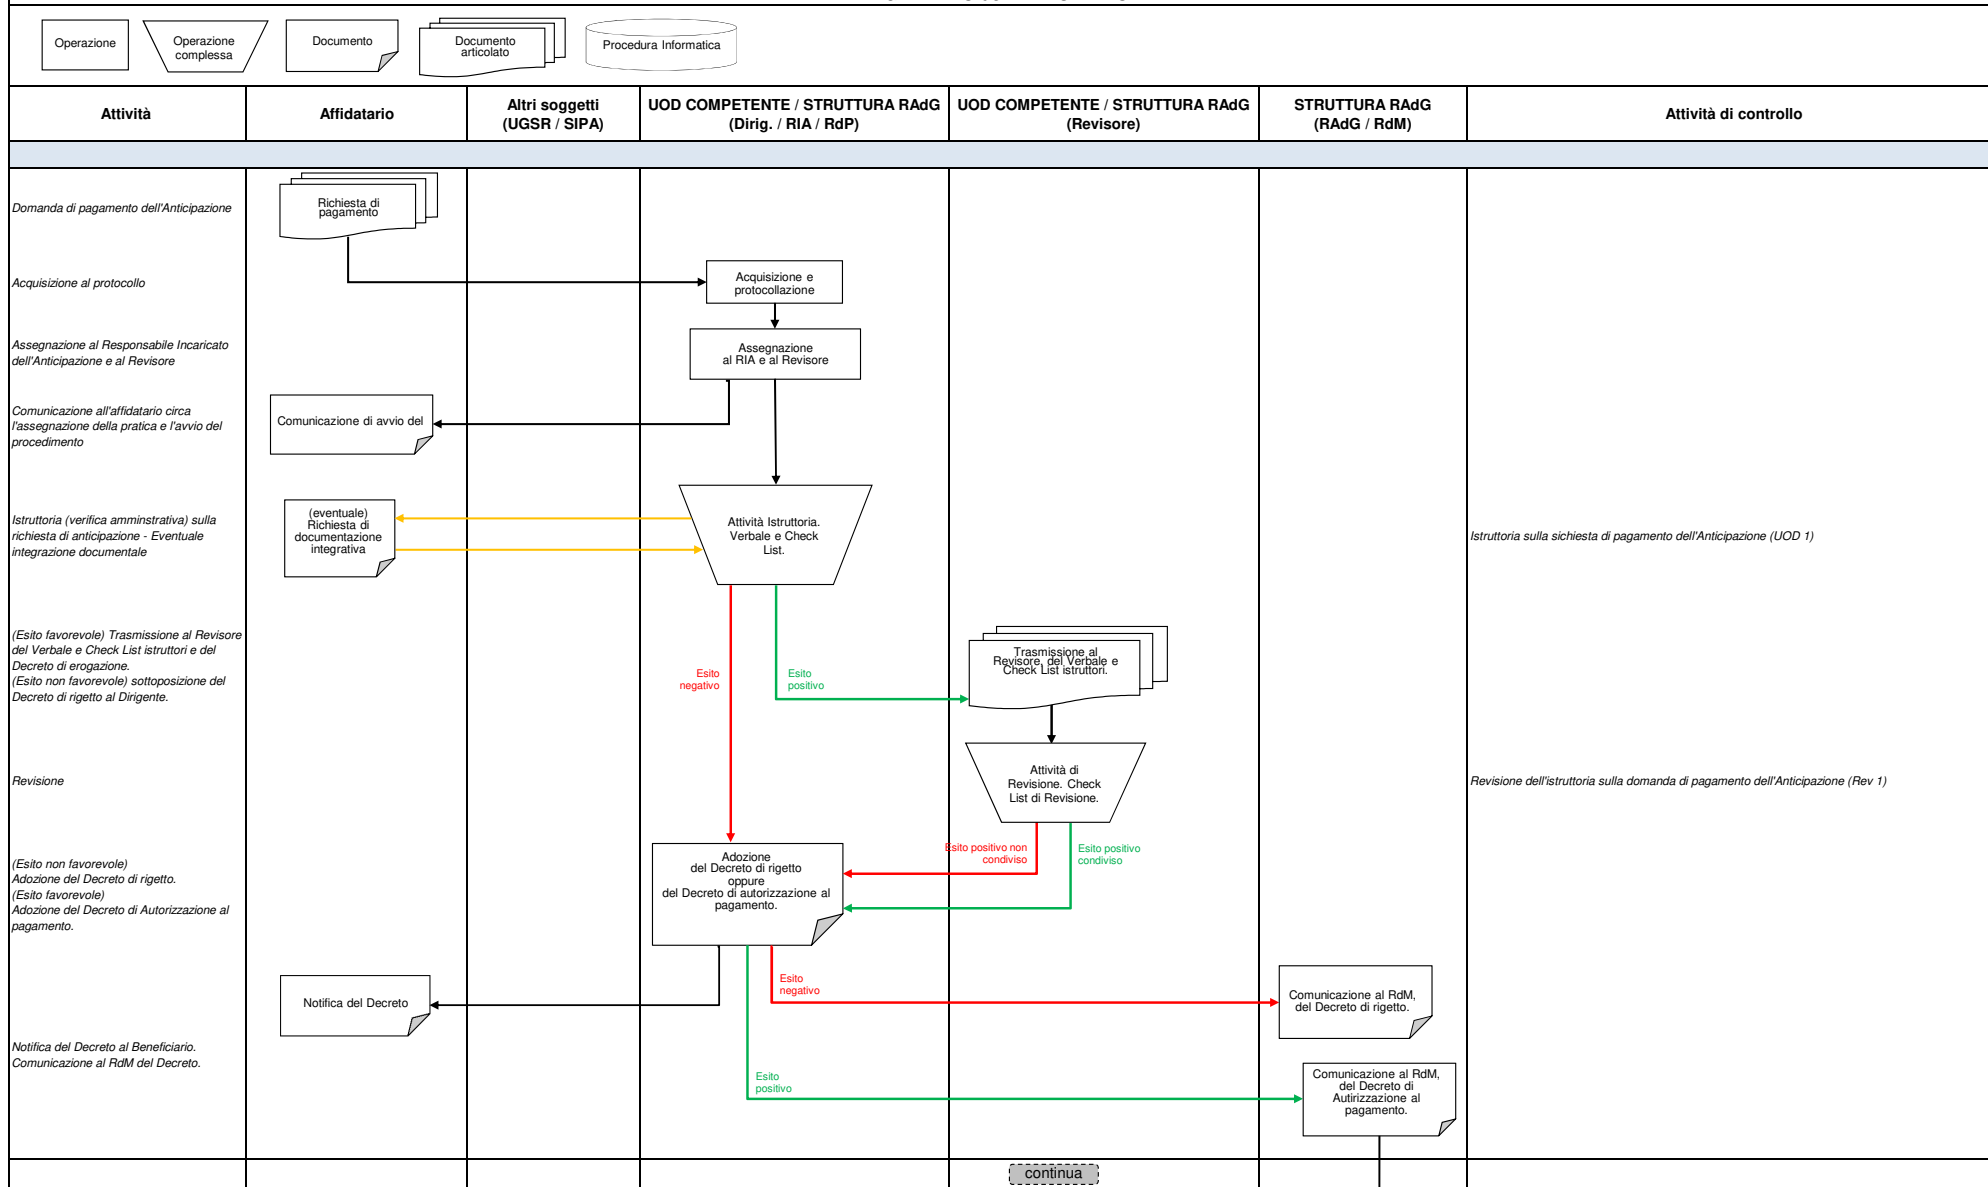 Operazione
Operazione
complessa
Documento
Documento
articolato
Procedura Informatica
Attività
Affidatario
Altri soggetti
(UGSR / SIPA)
UOD COMPETENTE / STRUTTURA RAdG
(Dirig. / RIA / RdP)
UOD COMPETENTE / STRUTTURA RAdG
(Revisore)
STRUTTURA RAdG
(RAdG / RdM)
Attività di controllo
Domanda di pagamento dell'Anticipazione
Richiesta di
pagamento
Acquisizione al protocollo
Acquisizione e
protocollazione
Assegnazione al Responsabile Incaricato
dell'Anticipazione e al Revisore
Assegnazione
al RIA e al Revisore
Comunicazione all'affidatario circa
l'assegnazione della pratica e l'avvio del
procedimento
Comunicazione di avvio del
Istruttoria (verifica amminstrativa) sulla
richiesta di anticipazione - Eventuale
integrazione documentale
(eventuale)
Richiesta di
documentazione
integrativa
Attività Istruttoria.
Verbale e Check
List.
Istruttoria sulla sichiesta di pagamento dell'Anticipazione (UOD 1)
(Esito favorevole) Trasmissione al Revisore
del Verbale e Check List istruttori e del
Decreto di erogazione.
(Esito non favorevole) sottoposizione del
Decreto di rigetto al Dirigente.
Esito
negativo
Esito
positivo
Trasmissione al
Revisore, del Verbale e
Check List istruttori.
Revisione
Attività di
Revisione. Check
List di Revisione.
Revisione dell'istruttoria sulla domanda di pagamento dell'Anticipazione (Rev 1)
Esito positivo non
condiviso
Esito positivo
condiviso
(Esito non favorevole)
Adozione del Decreto di rigetto.
(Esito favorevole)
Adozione del Decreto di Autorizzazione al
pagamento.
Adozione
del Decreto di rigetto
oppure
del Decreto di autorizzazione al
pagamento.
Notifica del Decreto
Esito
negativo
Comunicazione al RdM,
del Decreto di rigetto.
Notifica del Decreto al Beneficiario.
Comunicazione al RdM del Decreto.
Esito
positivo
Comunicazione al RdM,
del Decreto di
Autirizzazione al
pagamento.
continua